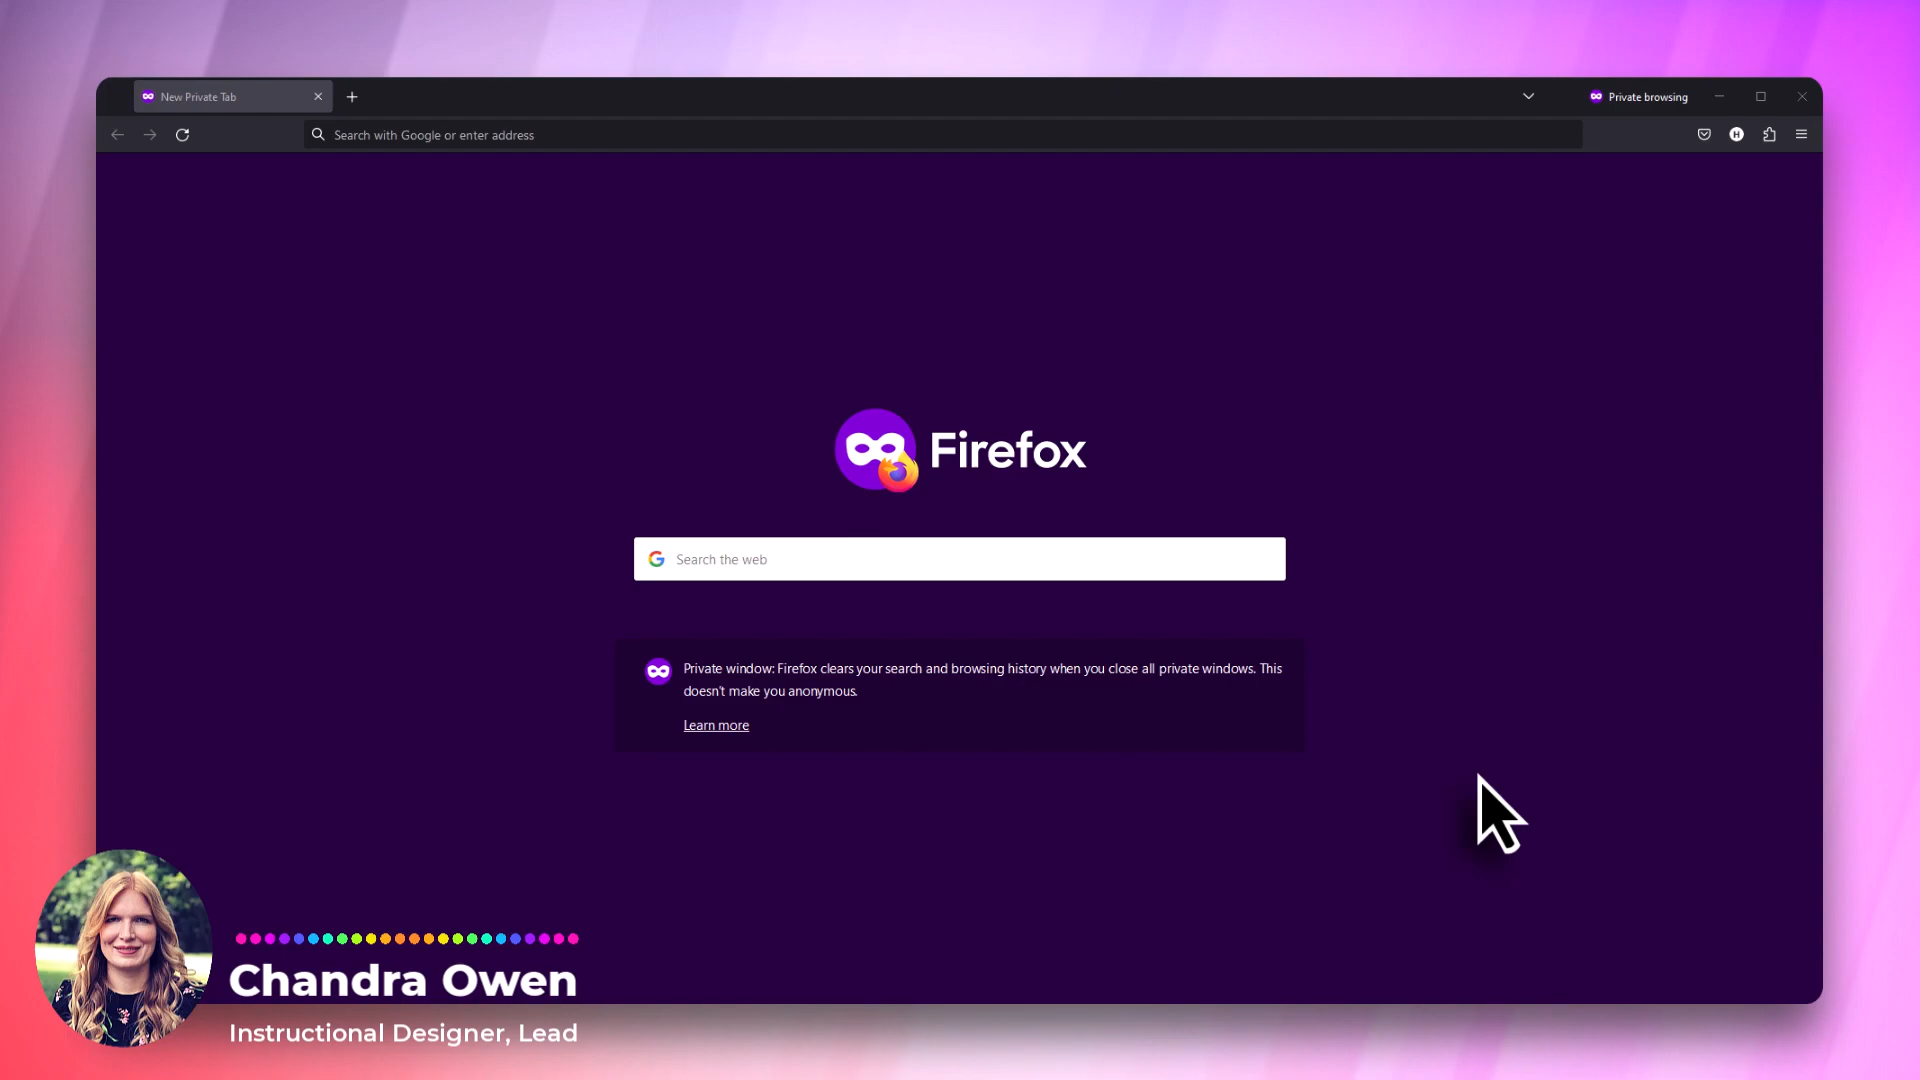 New Private Tab
Private browsing
Search with Google or enter address
H
Firefox
Search the web
Private window: Firefox clears your search and browsing history when you close all private windows. This
doesn't make you anonymous.
Learn more
Chandra Owen
Instructional Designer, Lead